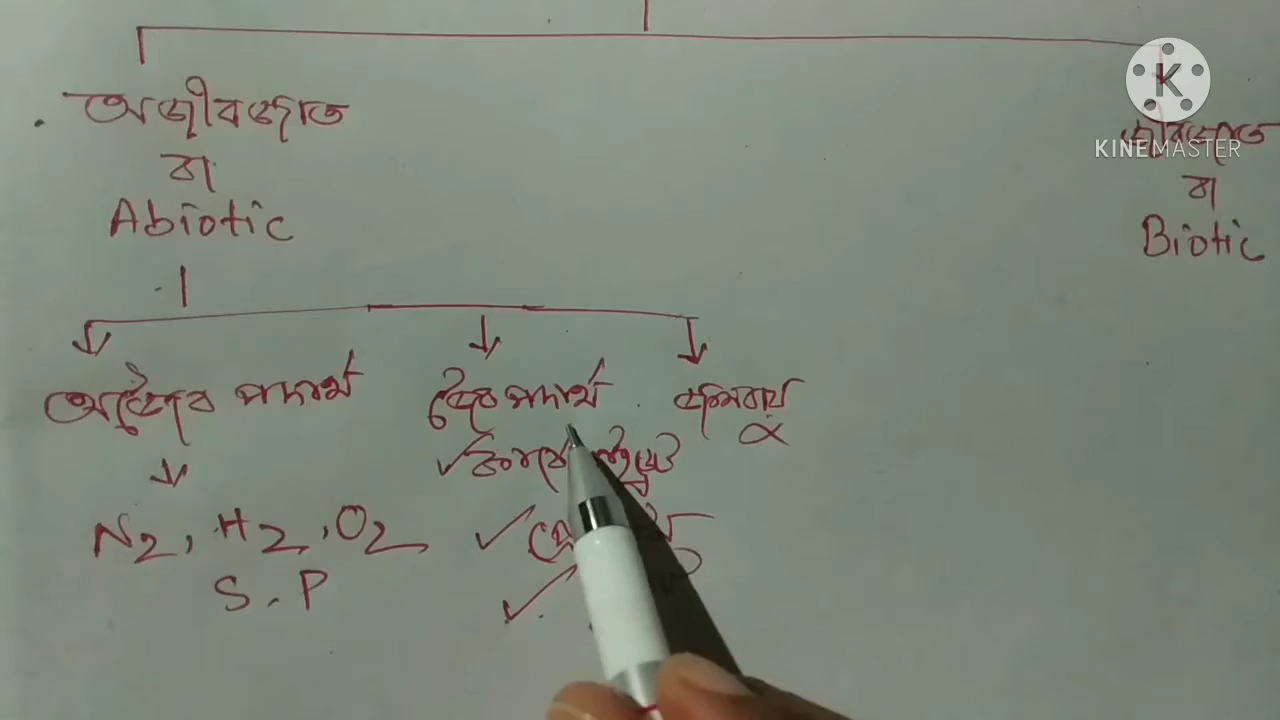 অজীবজাত
বা
Abiotic
জীবজাত
বা
Biotic
KINEMASTER
অজৈব পদার্থ
জৈব পদার্থ
জলবায়ু
N2, H2, O2
S. P